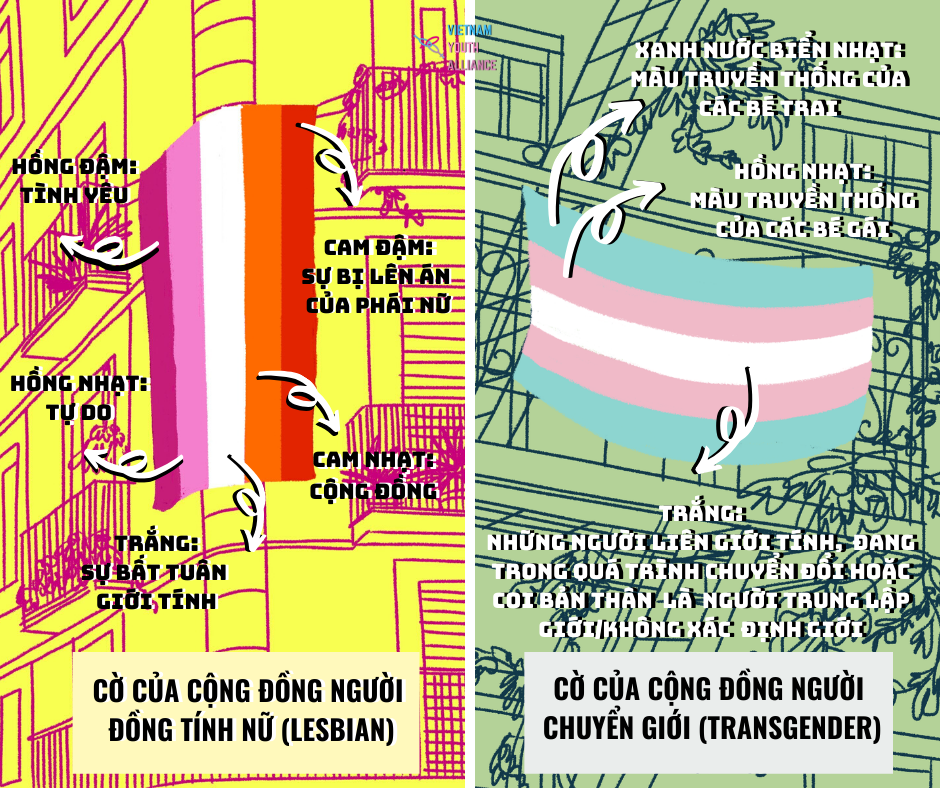 VIETNAM
YOUTH
ALLIANCE
HỒNG ĐẬM:
TÌNH YÊU
CAM ĐẬM:
SỰ BỊ LÊN ÁN
CỦA PHÁI NỮ
HỒNG NHẠT:
TỰ DO
CAM NHẠT:
CỘNG ĐỒNG
TRẮNG:
SỰ BẤT TUÂN
GIỚI TÍNH
CỜ CỦA CỘNG ĐỒNG NGƯỜI
ĐỒNG TÍNH NỮ (LESBIAN)
XANH NƯỚC BIỂN NHẠT:
MÀU TRUYỀN THỐNG CỦA
CÁC BÉ TRAI
HỒNG NHẠT:
MÀU TRUYỀN THỐNG
CỦA CÁC BÉ GÁI
TRẮNG:
NHỮNG NGƯỜI LIÊN GIỚI TÍNH, ĐANG
TRONG QUÁ TRÌNH CHUYỂN ĐỔI HOẶC
COI BẢN THÂN LÀ NGƯỜI TRUNG LẬP
GIỚI/KHÔNG XÁC ĐỊNH GIỚI
CỜ CỦA CỘNG ĐỒNG NGƯỜI
CHUYỂN GIỚI (TRANSGENDER)